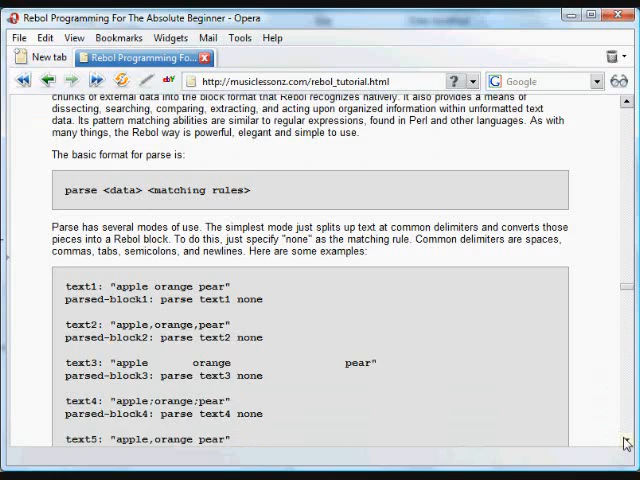 Rebol Programming For The Absolute Beginner - Opera
File Edit View Bookmarks Widgets Mail Tools Help
New tab Rebol Programming Fo...
http://musiclessonz.com/rebol_tutorial.html ? Google
chunks of external data into the block format that Rebol recognizes natively. It also provides a means of
dissecting, searching, comparing, extracting, and acting upon organized information within unformatted text
data. Its pattern matching abilities are similar to regular expressions, found in Perl and other languages. As with
many things, the Rebol way is powerful, elegant and simple to use.
The basic format for parse is:
parse <data> <matching rules>
Parse has several modes of use. The simplest mode just splits up text at common delimiters and converts those
pieces into a Rebol block. To do this, just specify "none" as the matching rule. Common delimiters are spaces,
commas, tabs, semicolons, and newlines. Here are some examples:
text1: "apple orange pear"
parsed-block1: parse text1 none
text2: "apple,orange,pear"
parsed-block2: parse text2 none
text3: "apple      orange               pear"
parsed-block3: parse text3 none
text4: "apple;orange;pear"
parsed-block4: parse text4 none
text5: "apple,orange pear"